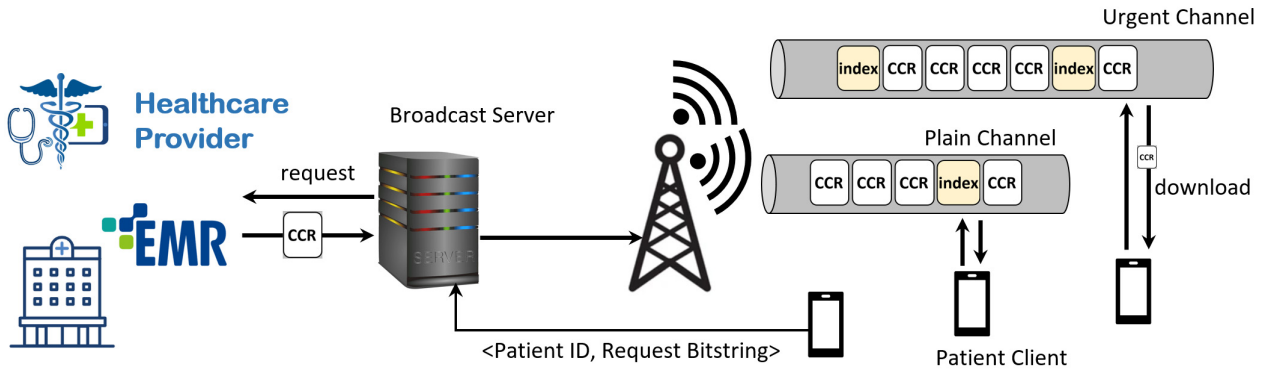 Urgent Channel
index CCR CCR CCR CCR index CCR
Healthcare
Provider
Broadcast Server
Plain Channel
CCR CCR CCR index CCR
CCR
download
request
CCR
EMR
SERVER
<Patient ID, Request Bitstring>
Patient Client